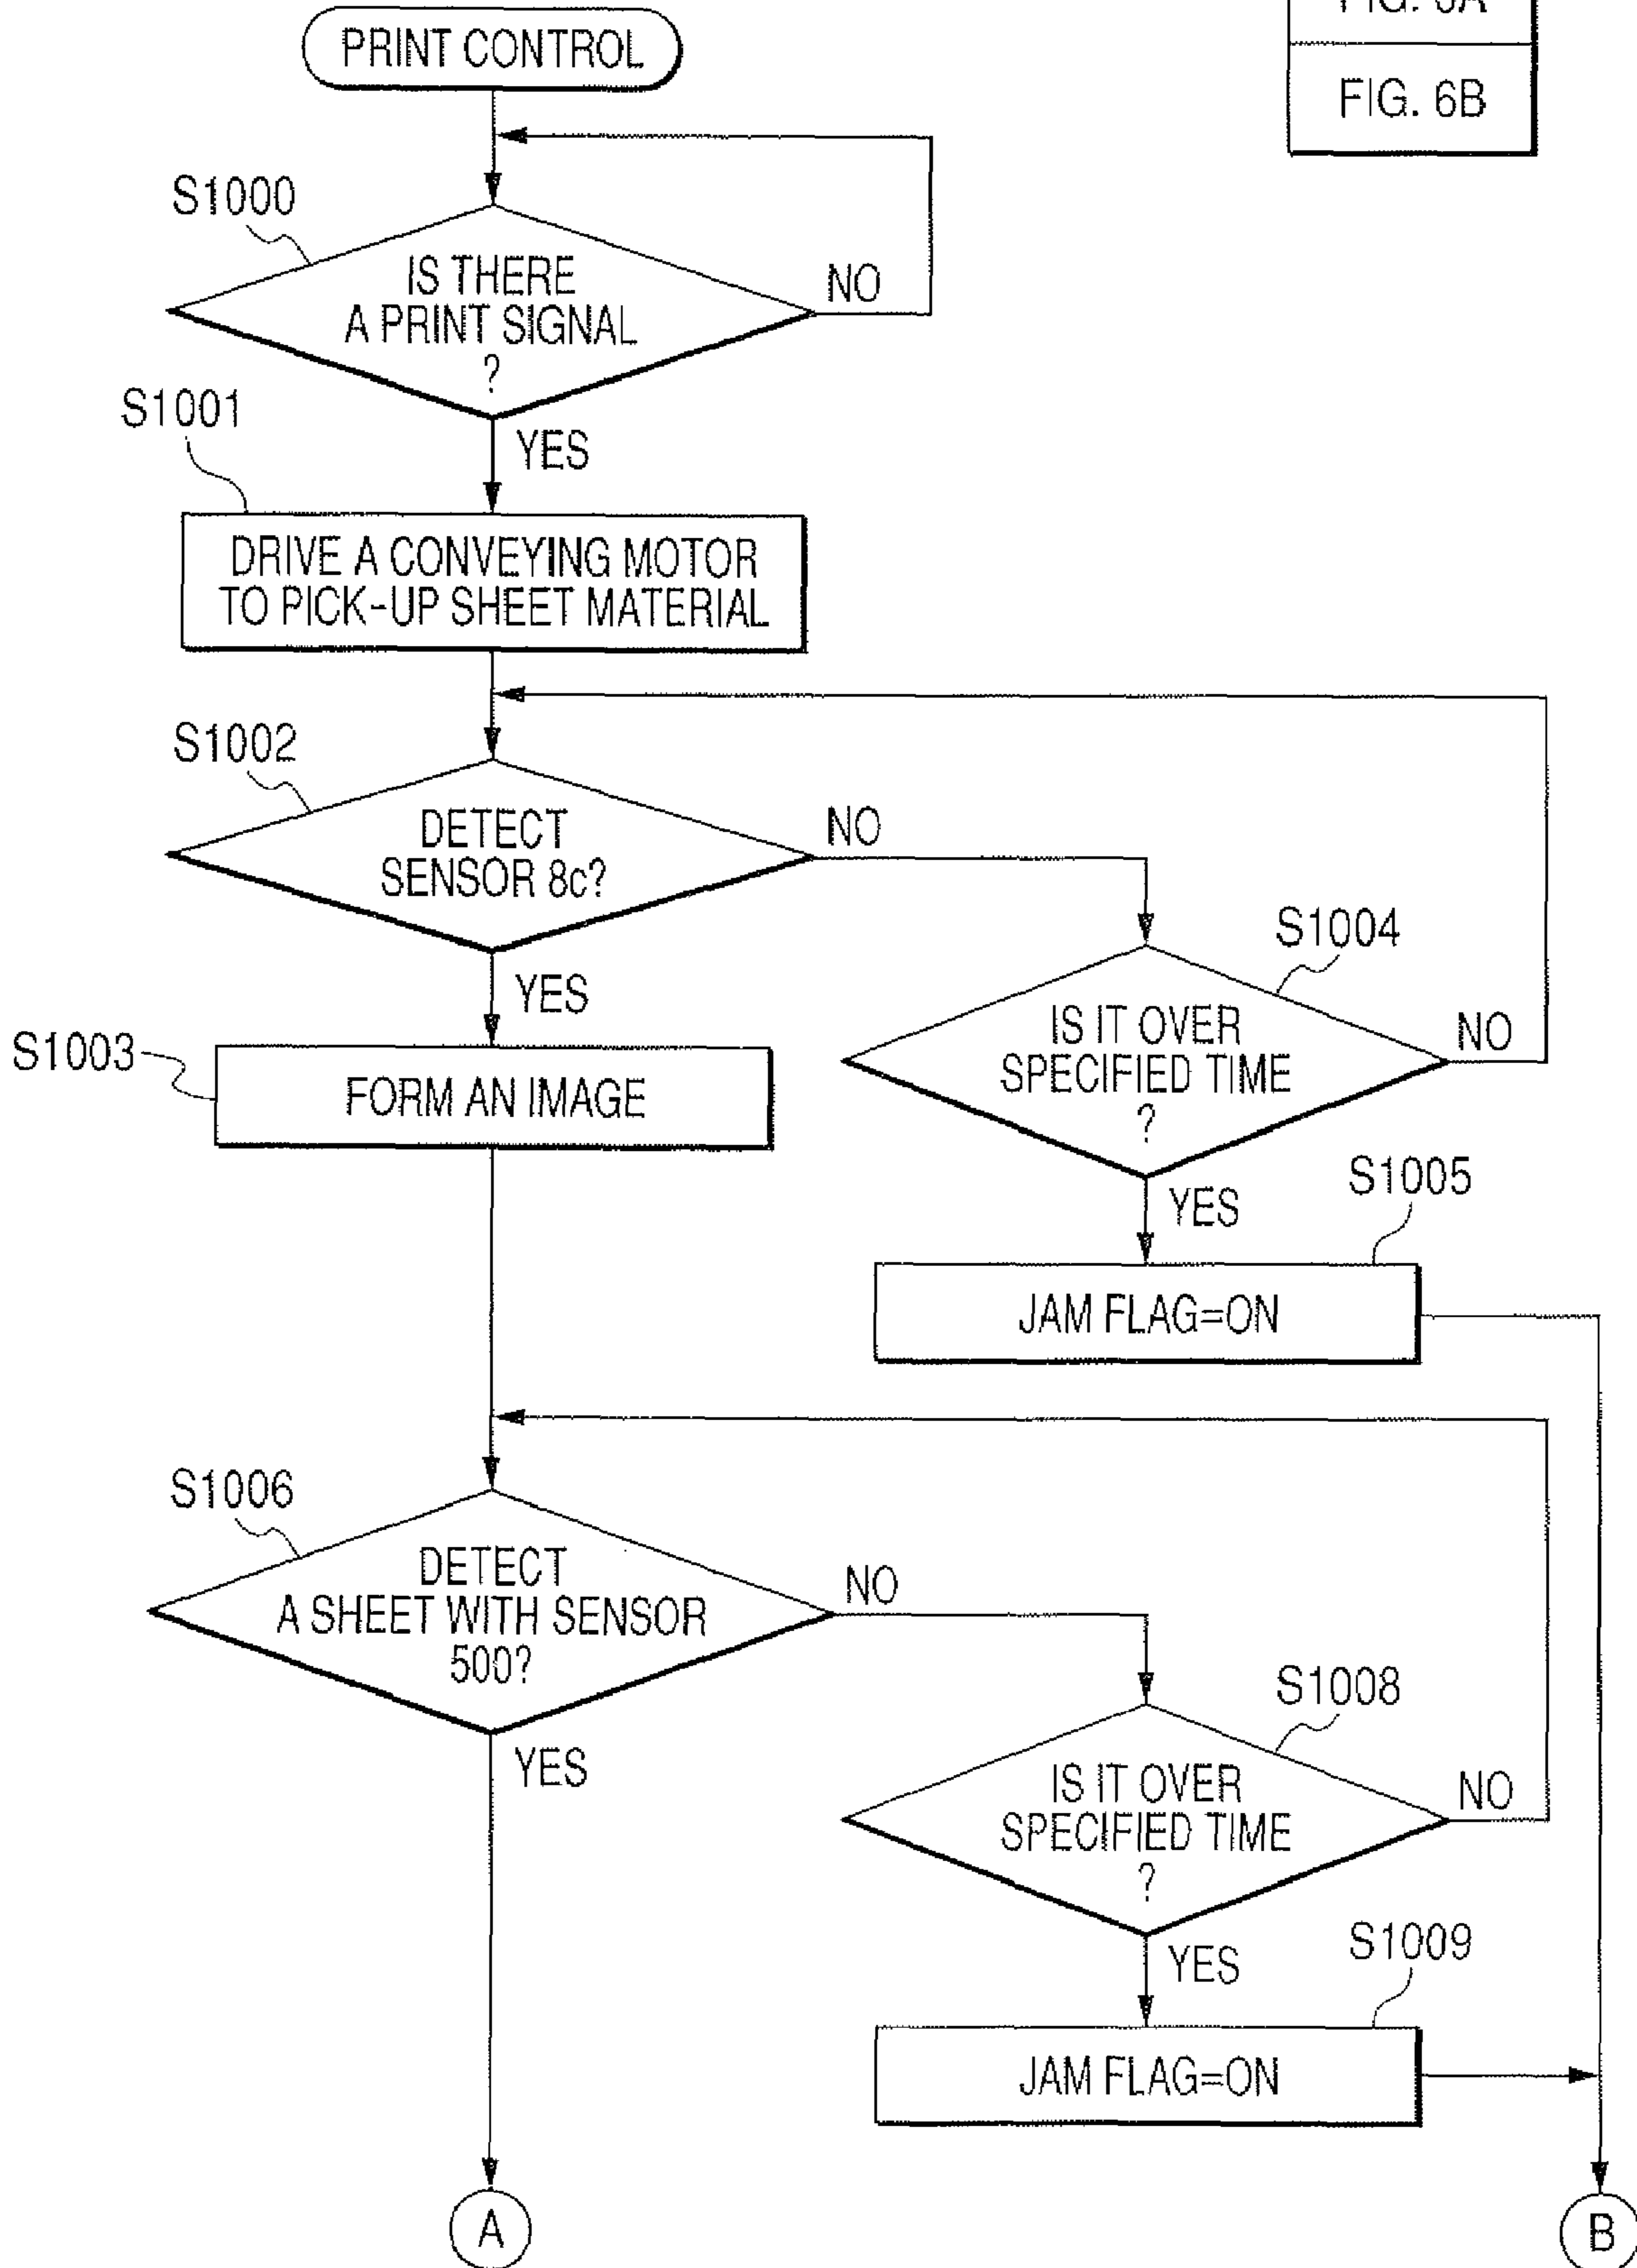 PRINT CONTROL
FIG. 6B
S1000
IS THERE
A PRINT SIGNAL
?
NO
YES
S1001
DRIVE A CONVEYING MOTOR
TO PICK-UP SHEET MATERIAL
S1002
DETECT
SENSOR 8c?
NO
YES
S1003
FORM AN IMAGE
S1004
IS IT OVER
SPECIFIED TIME
?
NO
YES
S1005
JAM FLAG=ON
S1006
DETECT
A SHEET WITH SENSOR
500?
NO
YES
S1008
IS IT OVER
SPECIFIED TIME
?
NO
YES
S1009
JAM FLAG=ON
A
B